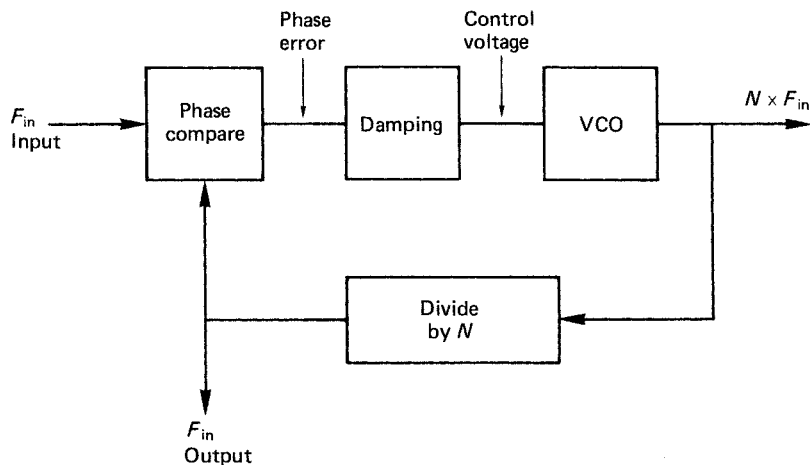 Phase
error
Control
voltage
F_in
Input
Phase
compare
Damping
VCO
N × F_in
Divide
by N
F_in
Output